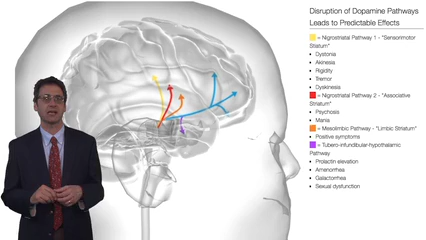 Disruption of Dopamine Pathways
Leads to Predictable Effects
= Nigrostriatal Pathway 1 - "Sensorimotor
Striatum"
• Dystonia
• Akinesia
• Rigidity
• Tremor
• Dyskinesia
= Nigrostriatal Pathway 2 - "Associative
Striatum"
• Psychosis
• Mania
= Mesolimbic Pathway - "Limbic Striatum"
• Positive symptoms
= Tubero-infundibular-hypothalamic
Pathway
• Prolactin elevation
• Amenorrhea
• Galactorrhea
• Sexual dysfunction